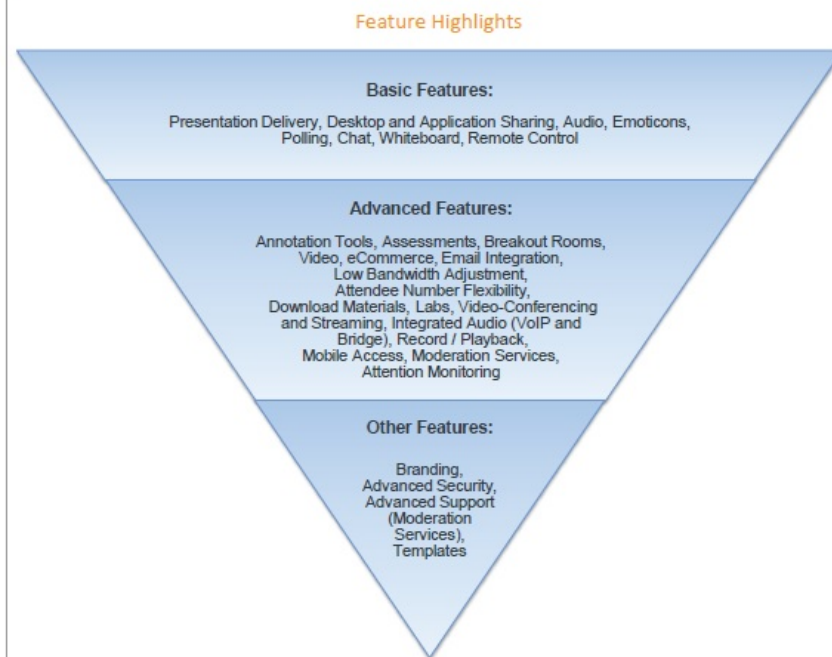 Feature Highlights
Basic Features:
Presentation Delivery, Desktop and Application Sharing, Audio, Emoticons,
Polling, Chat, Whiteboard, Remote Control
Advanced Features:
Annotation Tools, Assessments, Breakout Rooms,
Video, eCommerce, Email Integration,
Low Bandwidth Adjustment,
Attendee Number Flexibility,
Download Materials, Labs, Video-Conferencing
and Streaming, Integrated Audio (VoIP and
Bridge), Record / Playback,
Mobile Access, Moderation Services,
Attention Monitoring
Other Features:
Branding,
Advanced Security,
Advanced Support
(Moderation
Services),
Templates